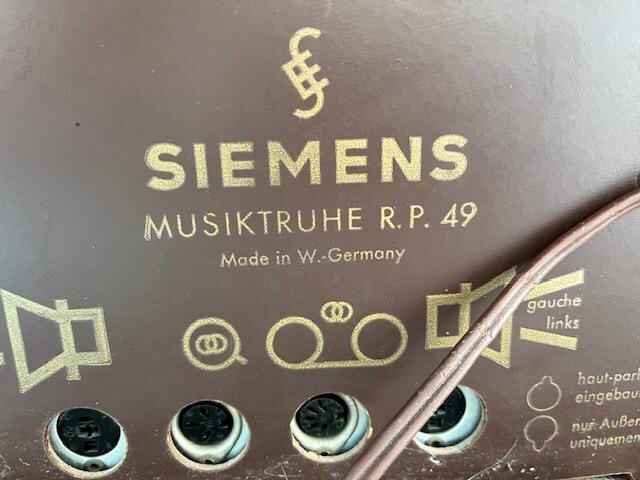 SIEMENS
MUSIKTRUHE R.P. 49
Made in W.-Germany
gauche
links
haut-parl
eingebau
nur Außen
uniquemen